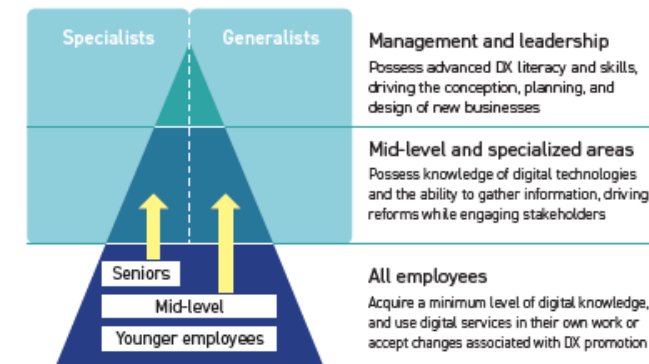 Specialists
Generalists
Management and leadership
Possess advanced DX literacy and skills,
driving the conception, planning, and
design of new businesses
Mid-level and specialized areas
Possess knowledge of digital technologies
and the ability to gather information, driving
reforms while engaging stakeholders
Seniors
Mid-level
Younger employees
All employees
Acquire a minimum level of digital knowledge,
and use digital services in their own work or
accept changes associated with DX promotion